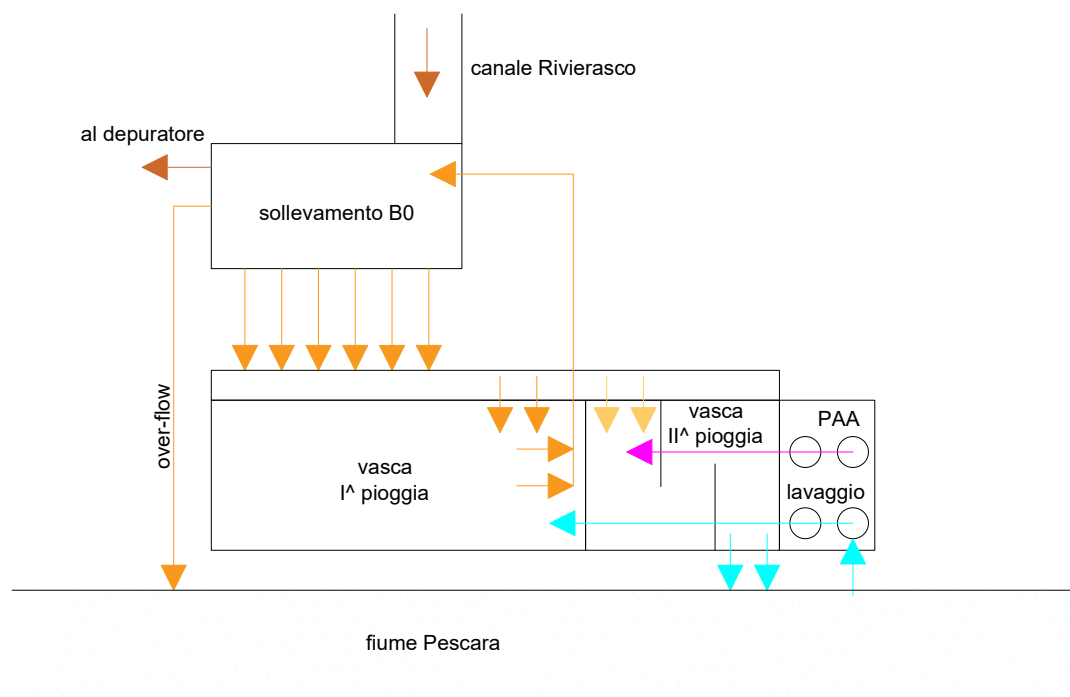 canale Rivierasco
al depuratore
sollevamento B0
over-flow
vasca
I^ pioggia
vasca
II^ pioggia
PAA
lavaggio
fiume Pescara